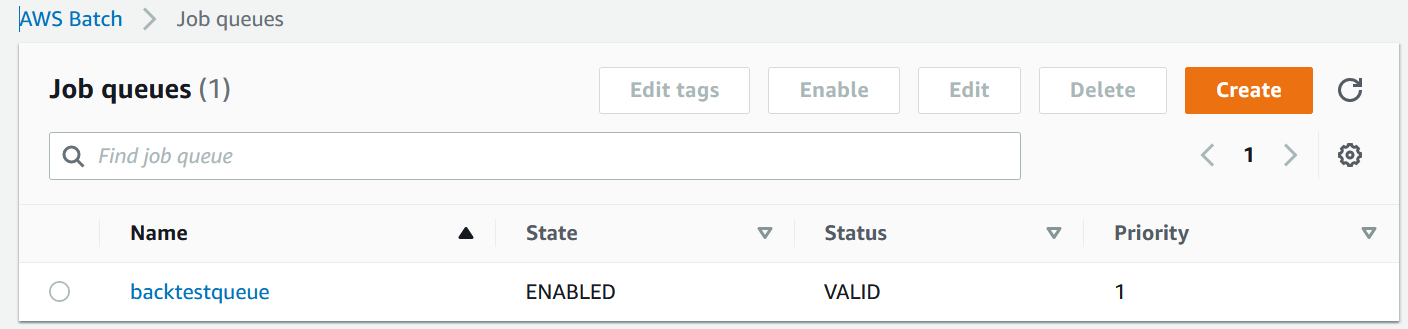 AWS Batch > Job queues
Job queues (1) Edit tags Enable Edit Delete Create
Find job queue 1
Name State Status Priority
backtestqueue ENABLED VALID 1